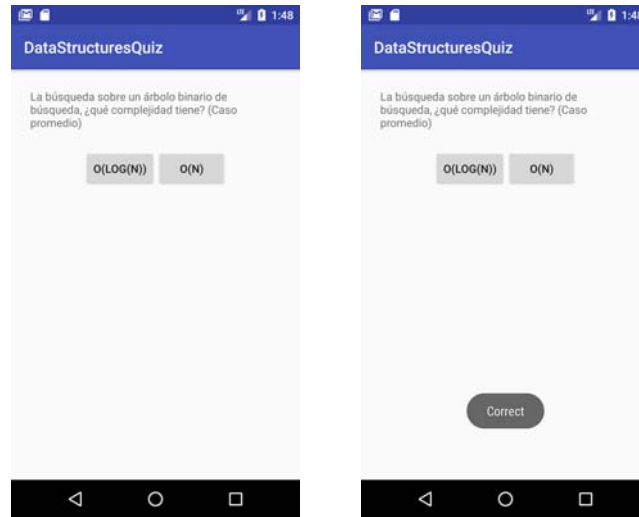 1:48
DataStructuresQuiz
La búsqueda sobre un árbolo binario de
búsqueda, ¿qué complejidad tiene? (Caso
promedio)
O(LOG(N)) O(N)
1:48
DataStructuresQuiz
La búsqueda sobre un árbolo binario de
búsqueda, ¿qué complejidad tiene? (Caso
promedio)
O(LOG(N)) O(N)
Correct